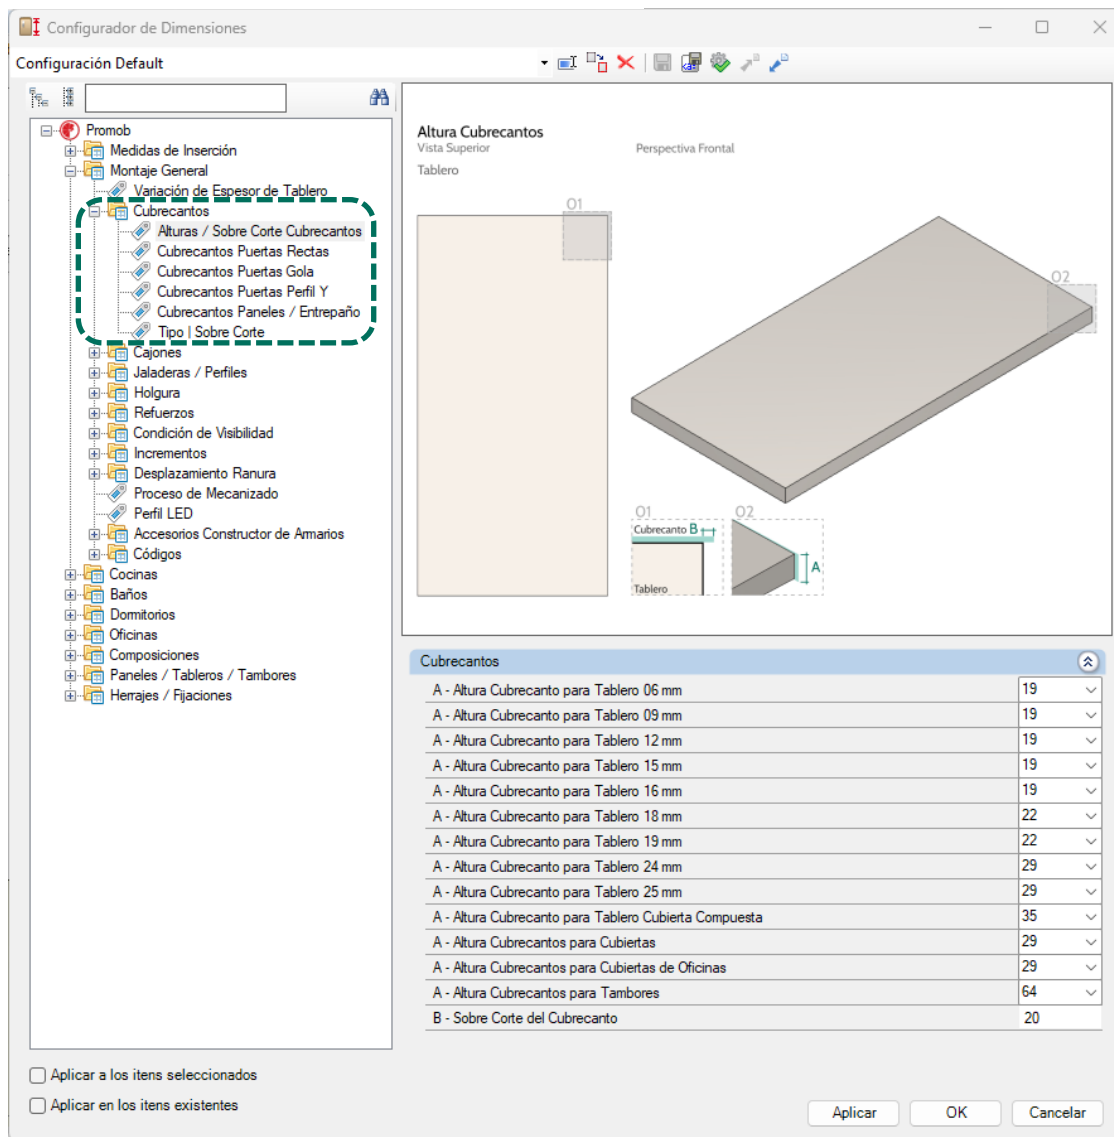 Configurador de Dimensiones
Configuración Default
Promob
Medidas de Inserción
Montaje General
Variación de Espesor de Tablero
Cubrecantos
Alturas / Sobre Corte Cubrecantos
Cubrecantos Puertas Rectas
Cubrecantos Puertas Gola
Cubrecantos Puertas Perfil Y
Cubrecantos Paneles / Entrepaño
Tipo | Sobre Corte
Cajones
Jaladeras / Perfiles
Holgura
Refuerzos
Condición de Visibilidad
Incrementos
Desplazamiento Ranura
Proceso de Mecanizado
Perfil LED
Accesorios Constructor de Armarios
Códigos
Cocinas
Baños
Dormitorios
Oficinas
Composiciones
Paneles / Tableros / Tambores
Herrajes / Fijaciones
Altura Cubrecantos
Vista Superior Perspectiva Frontal
Tablero
01
02
01 02
Cubrecanto B
A
Tablero
Cubrecantos
A - Altura Cubrecanto para Tablero 06 mm 19
A - Altura Cubrecanto para Tablero 09 mm 19
A - Altura Cubrecanto para Tablero 12 mm 19
A - Altura Cubrecanto para Tablero 15 mm 19
A - Altura Cubrecanto para Tablero 16 mm 19
A - Altura Cubrecanto para Tablero 18 mm 22
A - Altura Cubrecanto para Tablero 19 mm 22
A - Altura Cubrecanto para Tablero 24 mm 29
A - Altura Cubrecanto para Tablero 25 mm 29
A - Altura Cubrecanto para Tablero Cubierta Compuesta 35
A - Altura Cubrecantos para Cubiertas 29
A - Altura Cubrecantos para Cubiertas de Oficinas 29
A - Altura Cubrecantos para Tambores 64
B - Sobre Corte del Cubrecanto 20
Aplicar a los itens seleccionados
Aplicar en los itens existentes
Aplicar OK Cancelar